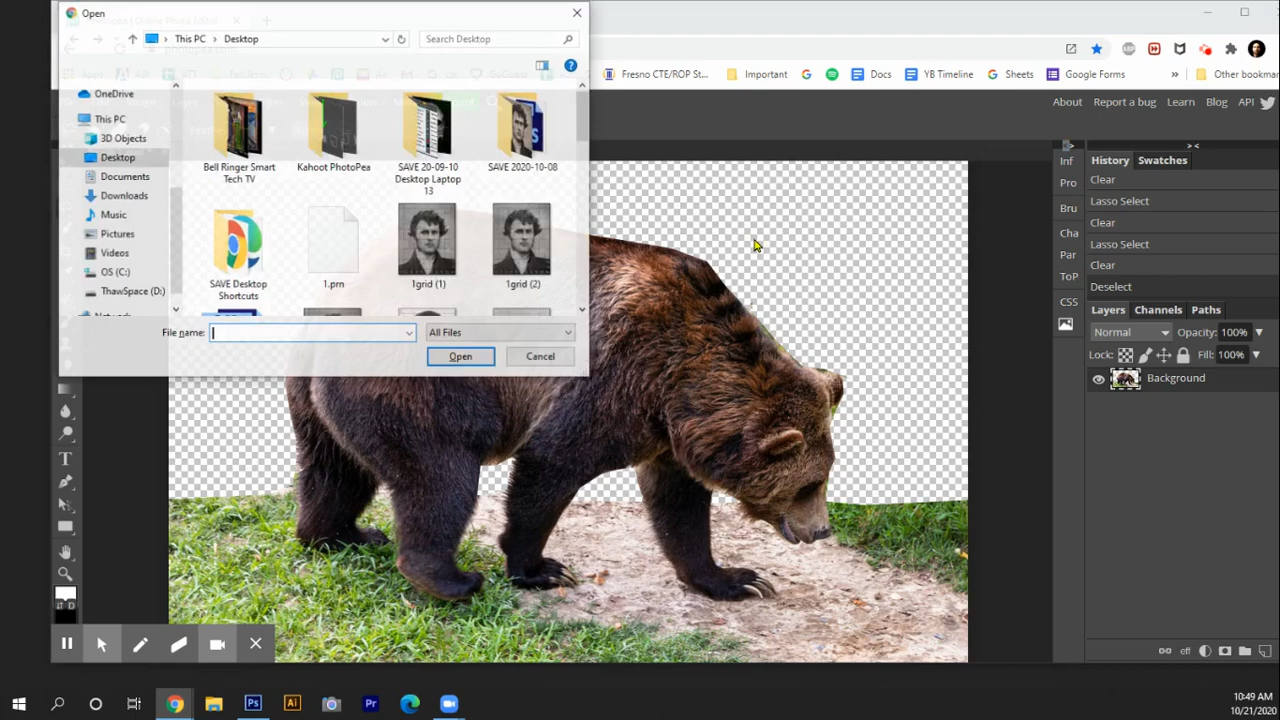 Open
This PC
Desktop
Search Desktop
Fresno CTE/ROP St...
Important
Docs
YB Timeline
Sheets
Google Forms
»
Other bookmar
About
Report a bug
Learn
Blog
API
OneDrive
This PC
3D Objects
Desktop
Documents
Downloads
Music
Pictures
Videos
OS (C:)
ThawSpace (D:)
Bell Ringer Smart
Tech TV
Kahoot PhotoPea
SAVE 20-09-10
Desktop Laptop
13
SAVE 2020-10-08
SAVE Desktop
Shortcuts
1.prn
1grid (1)
1grid (2)
File name:
All Files
Open
Cancel
Inf
Pro
Bru
Cha
Par
ToP
CSS
History
Swatches
Clear
Lasso Select
Clear
Lasso Select
Clear
Deselect
Layers
Channels
Paths
Normal
Opacity:
100%
Lock:
Fill:
100%
Background
eff
10:49 AM
10/21/2020